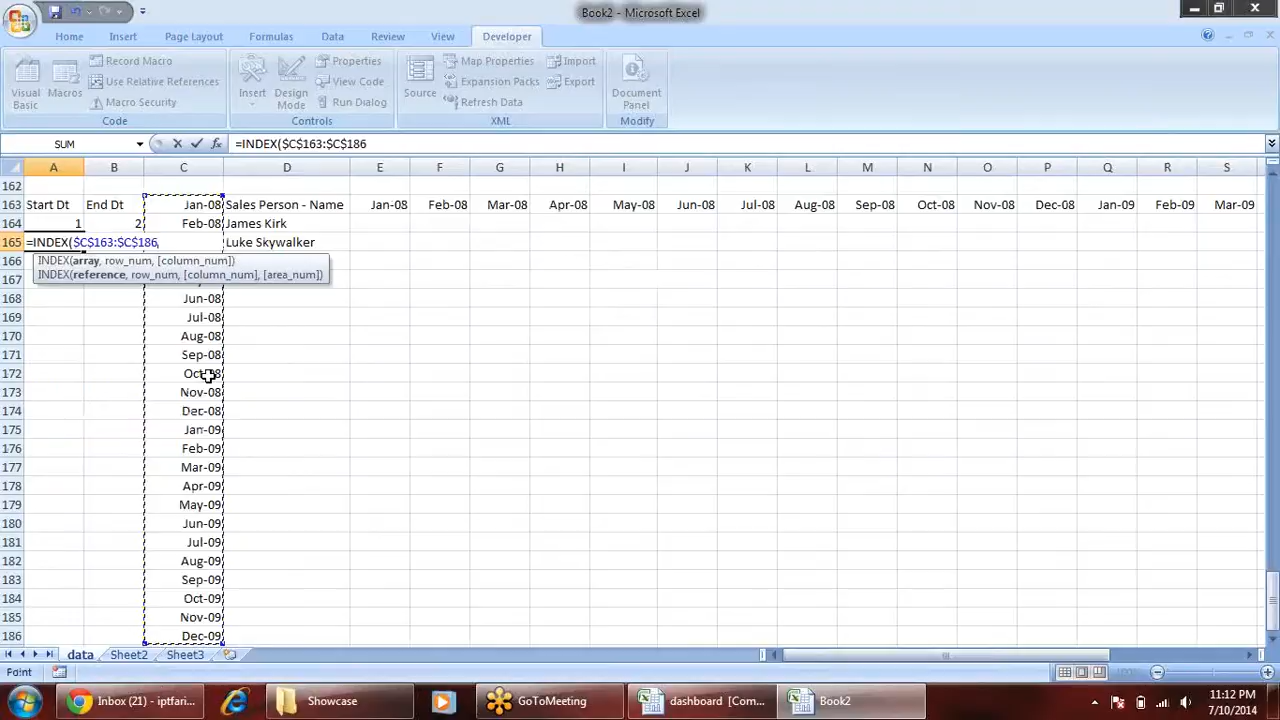 Book2 - Microsoft Excel
Home Insert Page Layout Formulas Data Review View Developer
Visual Basic
Macros
Record Macro
Use Relative References
Macro Security
Code
Insert
Design Mode
Properties
View Code
Run Dialog
Controls
Source
Map Properties
Expansion Packs
Refresh Data
Import
Export
XML
Document Panel
Modify
SUM =INDEX($C$163:$C$186
A B C D E F G H I J K L M N O P Q R S
162
163 Start Dt End Dt Jan-08 Sales Person - Name Jan-08 Feb-08 Mar-08 Apr-08 May-08 Jun-08 Jul-08 Aug-08 Sep-08 Oct-08 Nov-08 Dec-08 Jan-09 Feb-09 Mar-09
164 1 2 Feb-08 James Kirk
165 =INDEX($C$163:$C$186, Luke Skywalker
166 INDEX(array, row_num, [column_num])
167 INDEX(reference, row_num, [column_num], [area_num])
168 Jun-08
169 Jul-08
170 Aug-08
171 Sep-08
172 Oct-08
173 Nov-08
174 Dec-08
175 Jan-09
176 Feb-09
177 Mar-09
178 Apr-09
179 May-09
180 Jun-09
181 Jul-09
182 Aug-09
183 Sep-09
184 Oct-09
185 Nov-09
186 Dec-09
data Sheet2 Sheet3
Point
Inbox (21) - iptfari... Showcase GoToMeeting dashboard [Com... Book2
11:12 PM
7/10/2014